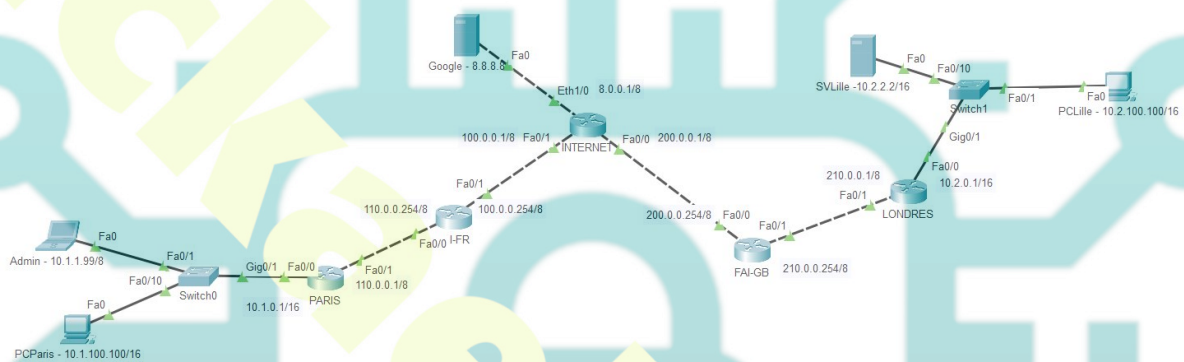 Fa0
Google - 8.8.8.8
Eth1/0
8.0.0.1/8
100.0.0.1/8
Fa0/1
INTERNET
Fa0/0
200.0.0.1/8
Fa0/1
110.0.0.254/8
100.0.0.254/8
I-FR
Fa0/0
Fa0
Admin - 10.1.1.99/8
Fa0/1
Fa0/10
Switch0
Gig0/1
Fa0/0
Fa0/1
110.0.0.1/8
PARIS
10.1.0.1/16
Fa0
PCParis - 10.1.100.100/16
200.0.0.254/8
Fa0/0
Fa0/1
FAI-GB
210.0.0.254/8
210.0.0.1/8
Fa0/1
LONDRES
Fa0/0
10.2.0.1/16
Gig0/1
Switch1
Fa0
Fa0/10
SVLille -10.2.2.2/16
Fa0/1
Fa0
PCLille - 10.2.100.100/16